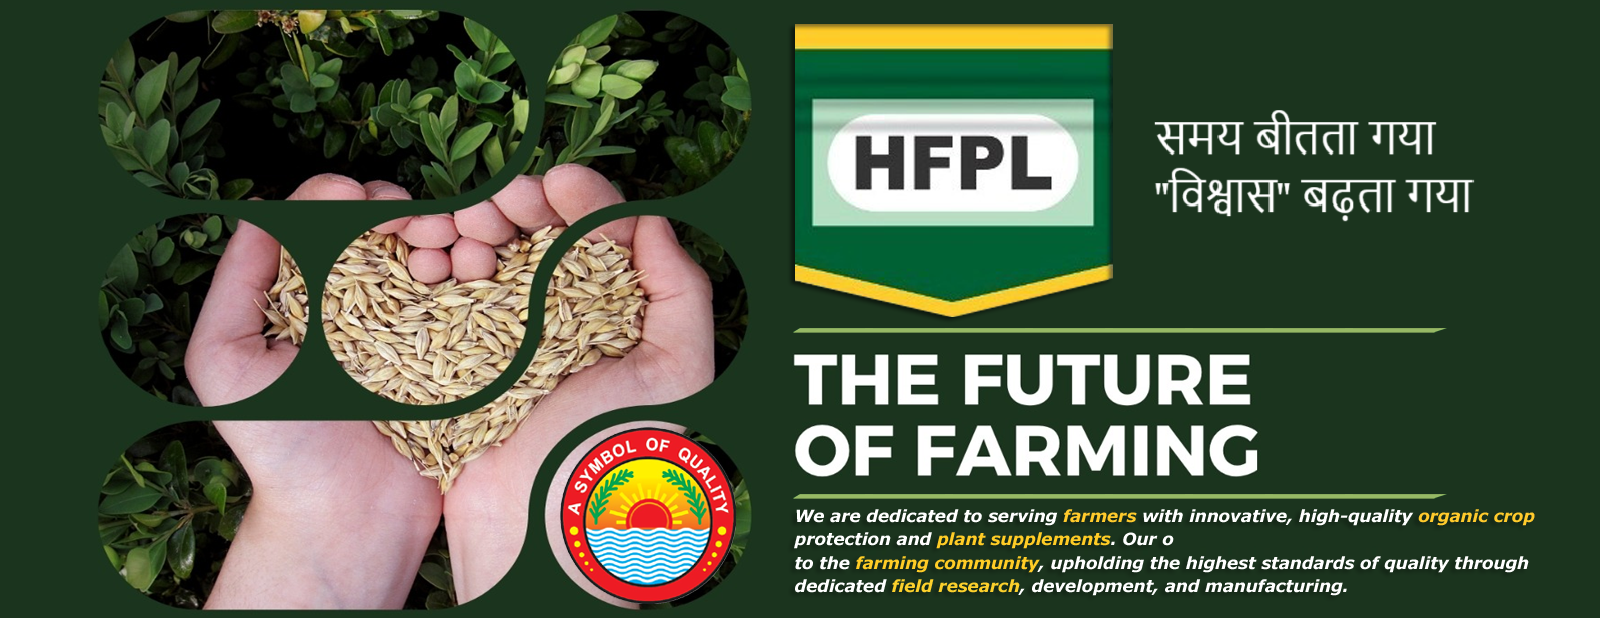 HFPL
समय बीतता गया
"विश्वास" बढ़ता गया
THE FUTURE
OF FARMING
A SYMBOL OF QUALITY
We are dedicated to serving farmers with innovative, high-quality organic crop
protection and plant supplements. Our o
to the farming community, upholding the highest standards of quality through
dedicated field research, development, and manufacturing.